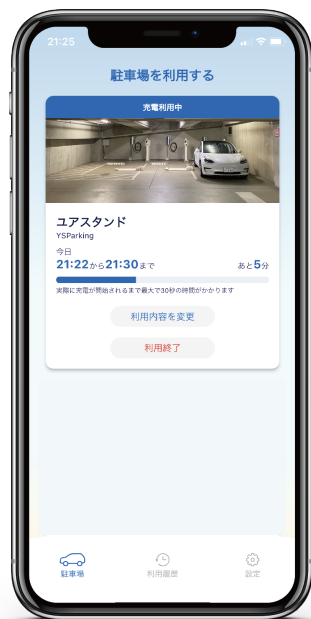 21:25
駐車場を利用する
充電利用中
ユアスタンド
YSParking
今日
21:22から21:30まで
あと5分
実際に充電が開始されるまで最大で30秒の時間がかかります
利用内容を変更
利用終了
駐車場
利用履歴
設定